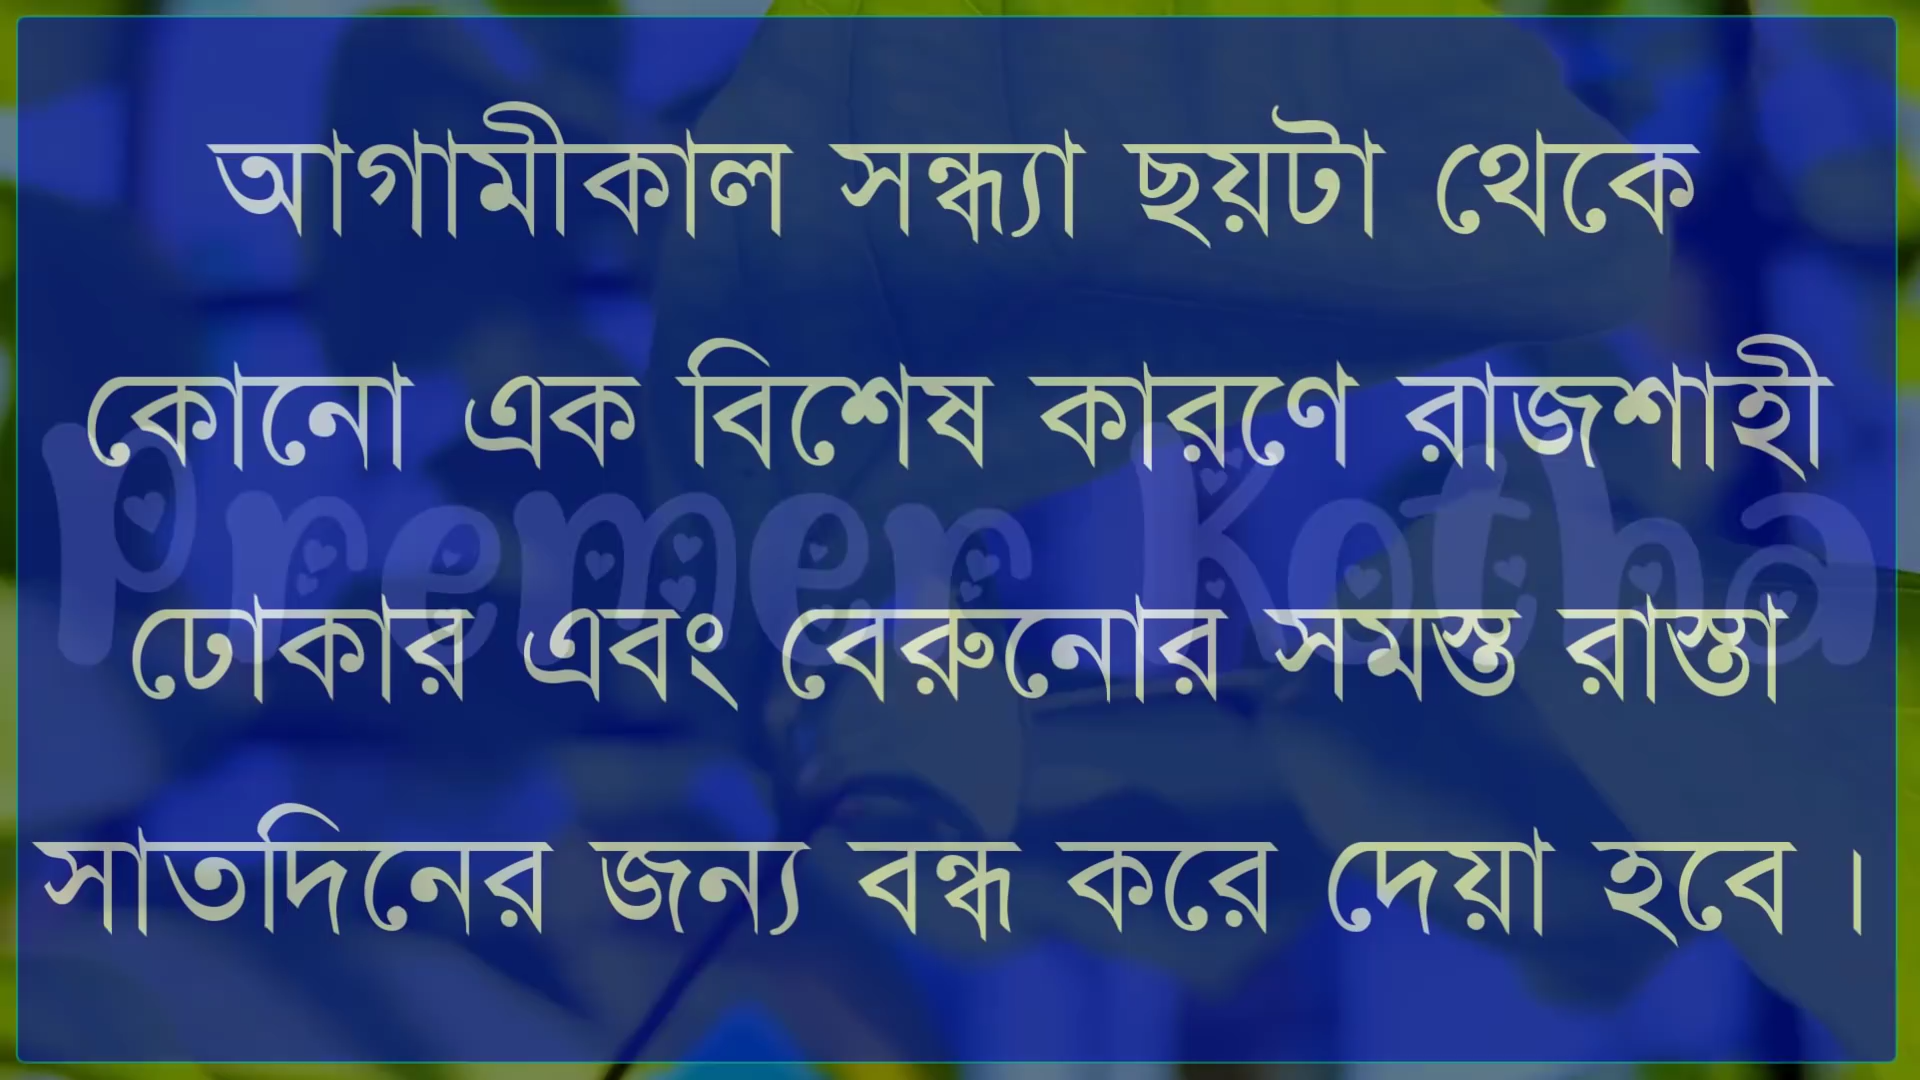 আগামীকাল সন্ধ্যা ছয়টা থেকে
কোনো এক বিশেষ কারণে রাজশাহী
Premer Kotha
ঢোকার এবং বেরুনোর সমস্ত রাস্তা
সাতদিনের জন্য বন্ধ করে দেয়া হবে ।